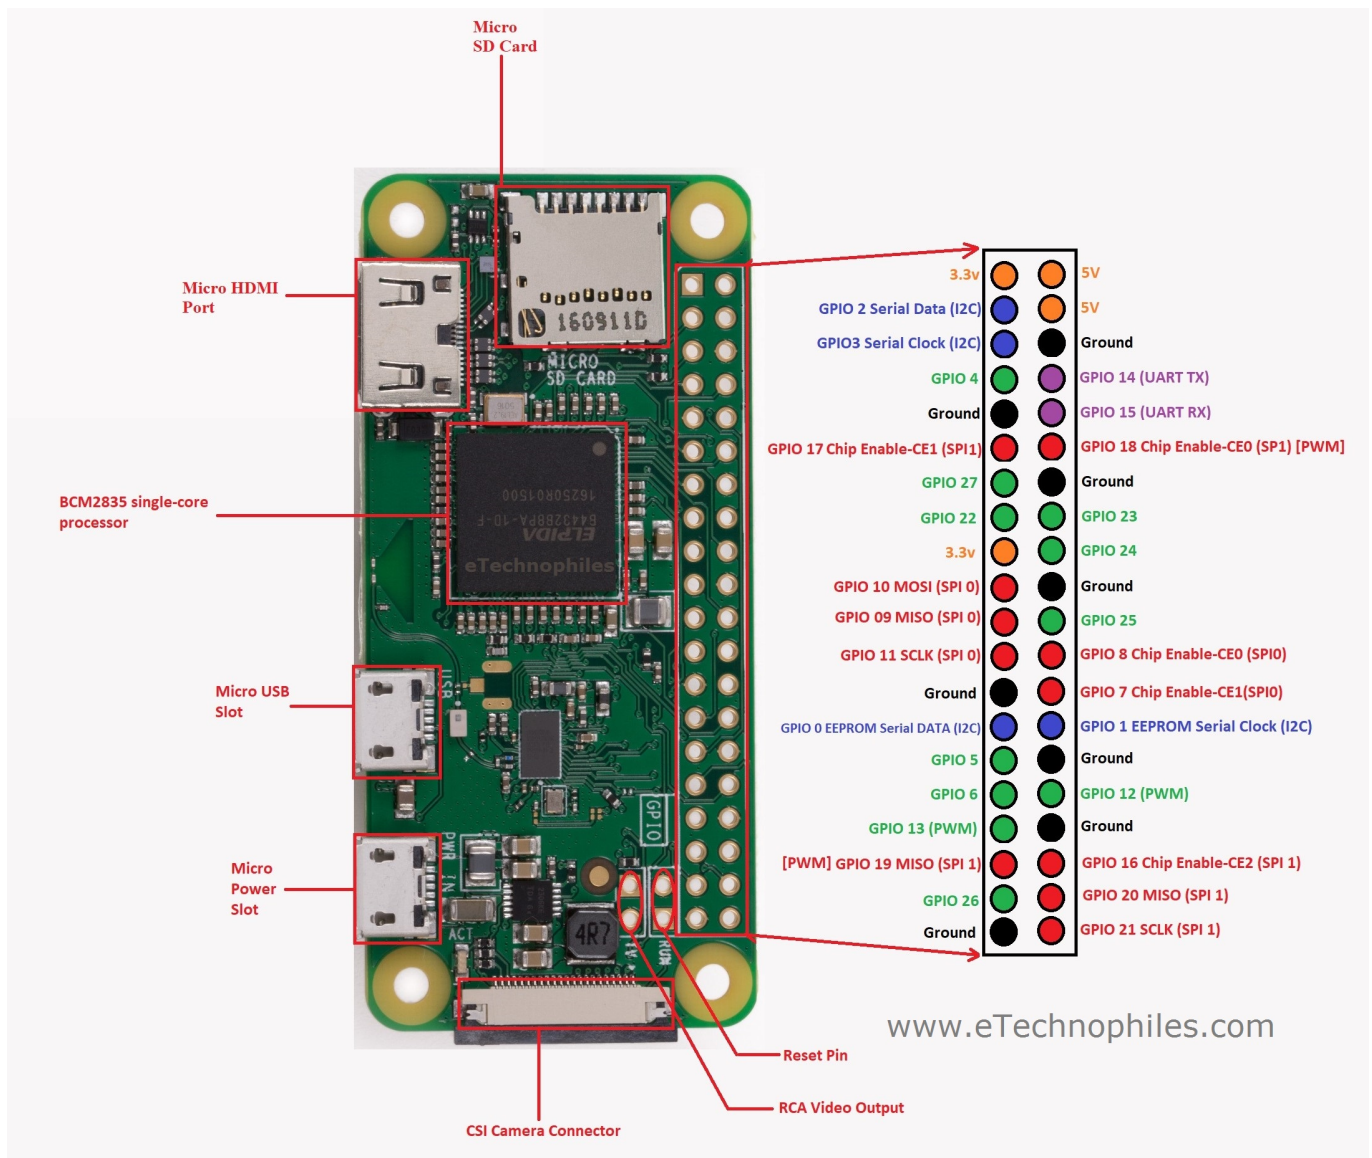 Micro
SD Card
Micro HDMI
Port
160911D
MICRO
SD CARD
BCM2835 single-core
processor
16250R01500
B4432BBPA-1D-F
ELPIDA
eTechnophiles
Micro USB
Slot
USB
Micro
Power
Slot
PWR IN
ACT
4R7
GPIO
TV
RUN
CSI Camera Connector
Reset Pin
RCA Video Output
3.3v
5V
GPIO 2 Serial Data (I2C)
5V
GPIO3 Serial Clock (I2C)
Ground
GPIO 4
GPIO 14 (UART TX)
Ground
GPIO 15 (UART RX)
GPIO 17 Chip Enable-CE1 (SPI1)
GPIO 18 Chip Enable-CE0 (SP1) [PWM]
GPIO 27
Ground
GPIO 22
GPIO 23
3.3v
GPIO 24
GPIO 10 MOSI (SPI 0)
Ground
GPIO 09 MISO (SPI 0)
GPIO 25
GPIO 11 SCLK (SPI 0)
GPIO 8 Chip Enable-CE0 (SPI0)
Ground
GPIO 7 Chip Enable-CE1(SPI0)
GPIO 0 EEPROM Serial DATA (I2C)
GPIO 1 EEPROM Serial Clock (I2C)
GPIO 5
Ground
GPIO 6
GPIO 12 (PWM)
GPIO 13 (PWM)
Ground
[PWM] GPIO 19 MISO (SPI 1)
GPIO 16 Chip Enable-CE2 (SPI 1)
GPIO 26
GPIO 20 MISO (SPI 1)
Ground
GPIO 21 SCLK (SPI 1)
www.eTechnophiles.com